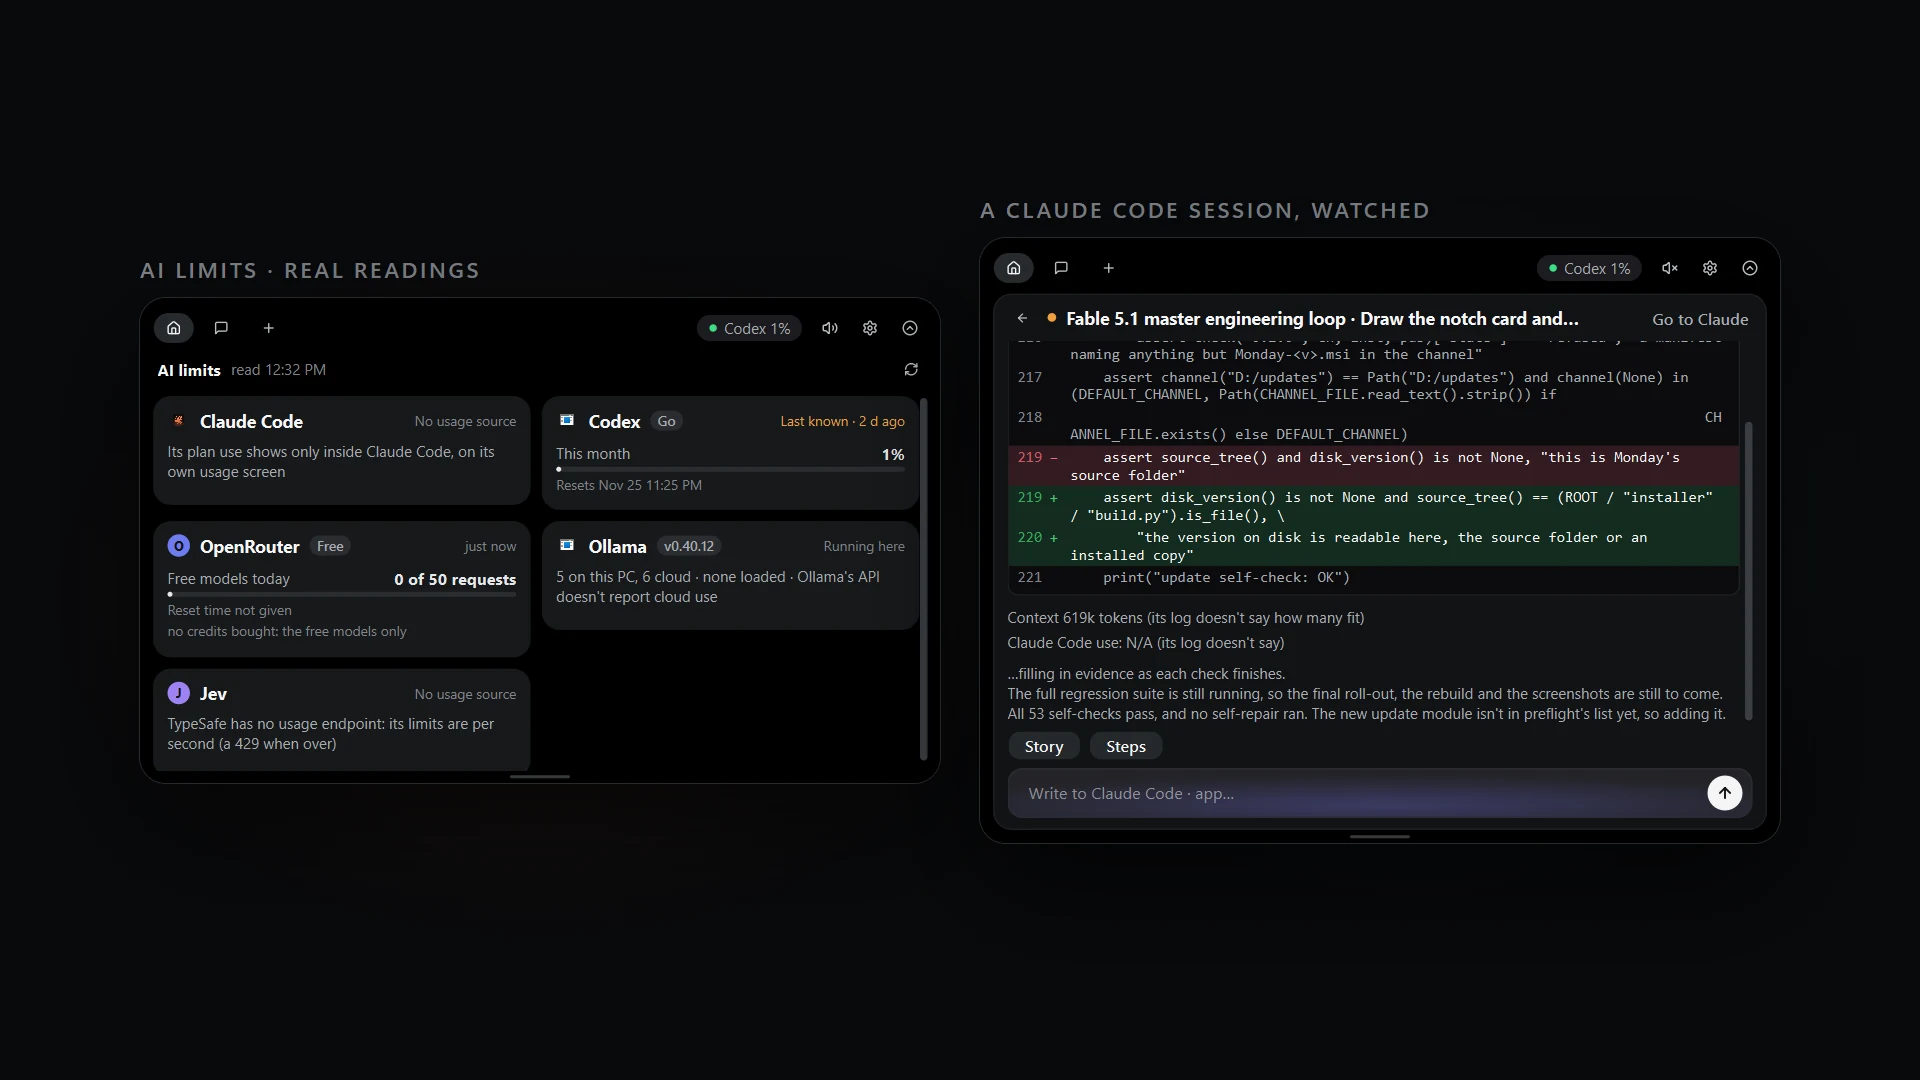 AI LIMITS · REAL READINGS
Codex 1%
AI limits read 12:32 PM
Claude Code No usage source
Its plan use shows only inside Claude Code, on its
own usage screen
Codex Go Last known · 2 d ago
This month 1%
Resets Nov 25 11:25 PM
O OpenRouter Free just now
Free models today 0 of 50 requests
Reset time not given
no credits bought: the free models only
Ollama v0.40.12 Running here
5 on this PC, 6 cloud · none loaded · Ollama's API
doesn't report cloud use
J Jev No usage source
TypeSafe has no usage endpoint: its limits are per
second (a 429 when over)
A CLAUDE CODE SESSION, WATCHED
Codex 1%
Fable 5.1 master engineering loop · Draw the notch card and... Go to Claude
naming anything but Monday-<v>.msi in the channel"
217 assert channel("D:/updates") == Path("D:/updates") and channel(None) in
(DEFAULT_CHANNEL, Path(CHANNEL_FILE.read_text().strip()) if
218 CH
ANNEL_FILE.exists() else DEFAULT_CHANNEL)
219 – assert source_tree() and disk_version() is not None, "this is Monday's
source folder"
219 + assert disk_version() is not None and source_tree() == (ROOT / "installer"
/ "build.py").is_file(), \
220 + "the version on disk is readable here, the source folder or an
installed copy"
221 print("update self-check: OK")
Context 619k tokens (its log doesn't say how many fit)
Claude Code use: N/A (its log doesn't say)
...filling in evidence as each check finishes.
The full regression suite is still running, so the final roll-out, the rebuild and the screenshots are still to come.
All 53 self-checks pass, and no self-repair ran. The new update module isn't in preflight's list yet, so adding it.
Story Steps
Write to Claude Code · app...